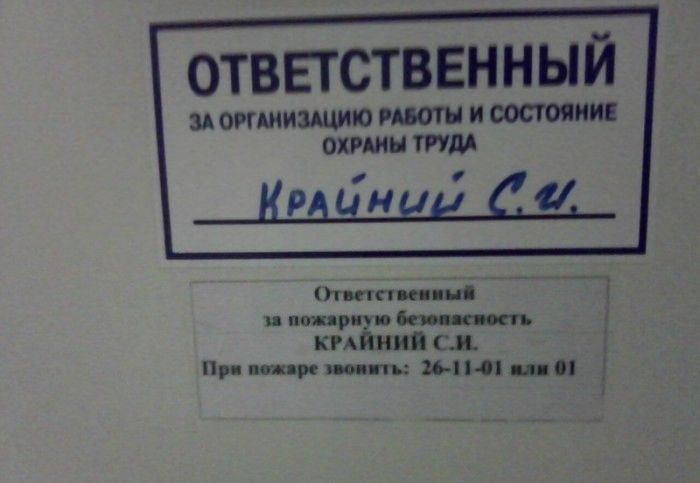 ОТВЕТСТВЕННЫЙ
ЗА ОРГАНИЗАЦИЮ РАБОТЫ И СОСТОЯНИЕ
ОХРАНЫ ТРУДА
КРАЙНИЙ С.И.
Ответственный
за пожарную безопасность
КРАЙНИЙ С.И.
При пожаре звонить: 26-11-01 или 01